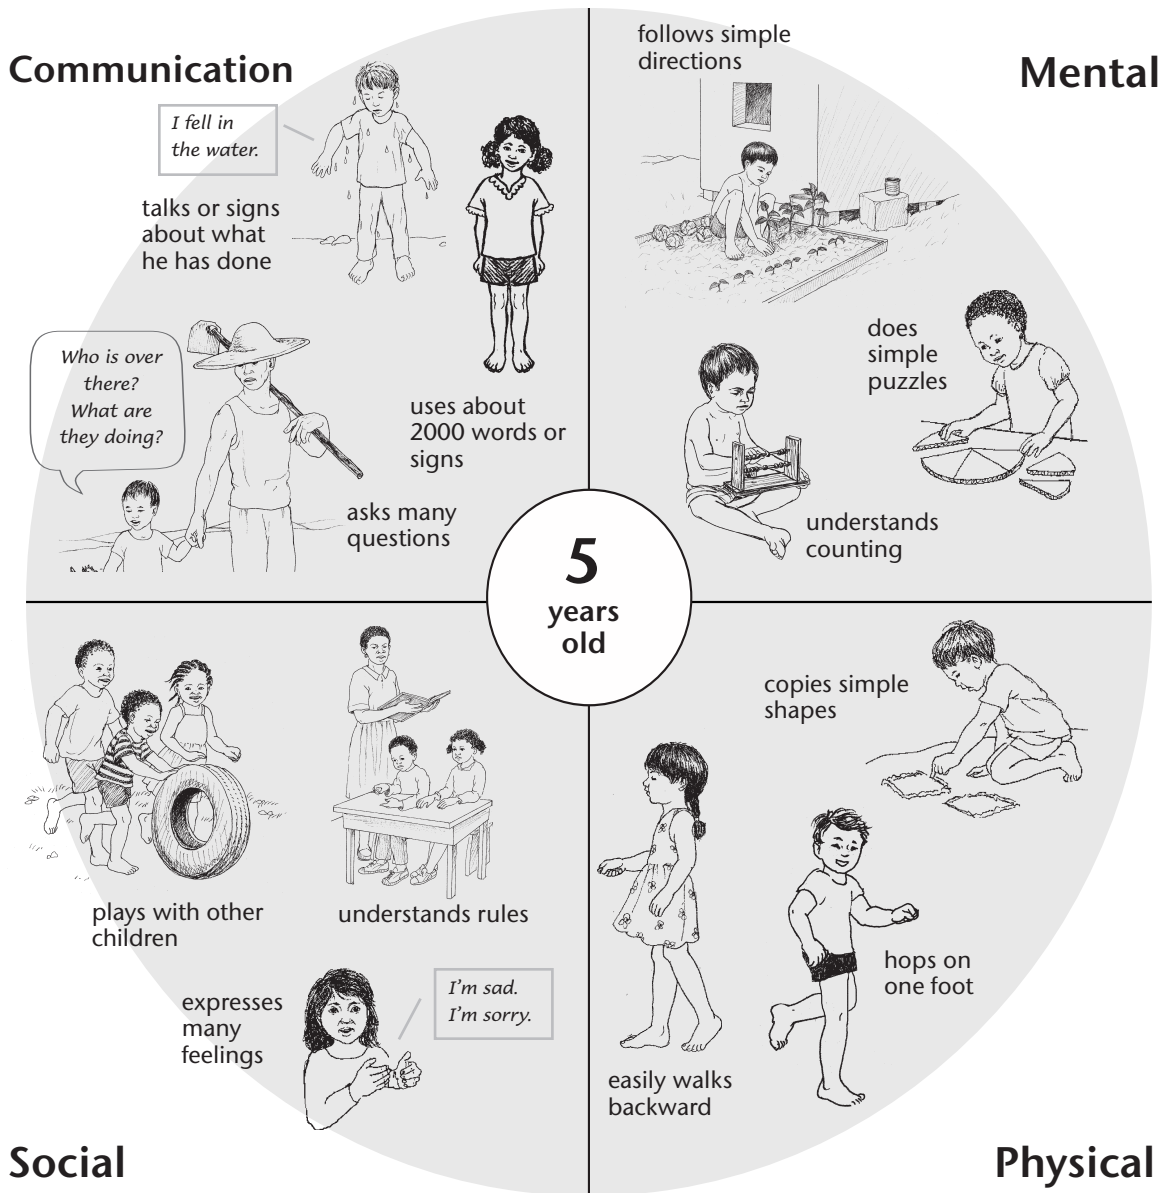 Communication
I fell in
the water.
talks or signs
about what
he has done
Who is over
there?
What are
they doing?
uses about
2000 words or
signs
asks many
questions
Mental
follows simple
directions
does
simple
puzzles
understands
counting
5
years
old
Social
plays with other
children
understands rules
expresses
many
feelings
I'm sad.
I'm sorry.
Physical
copies simple
shapes
hops on
one foot
easily walks
backward